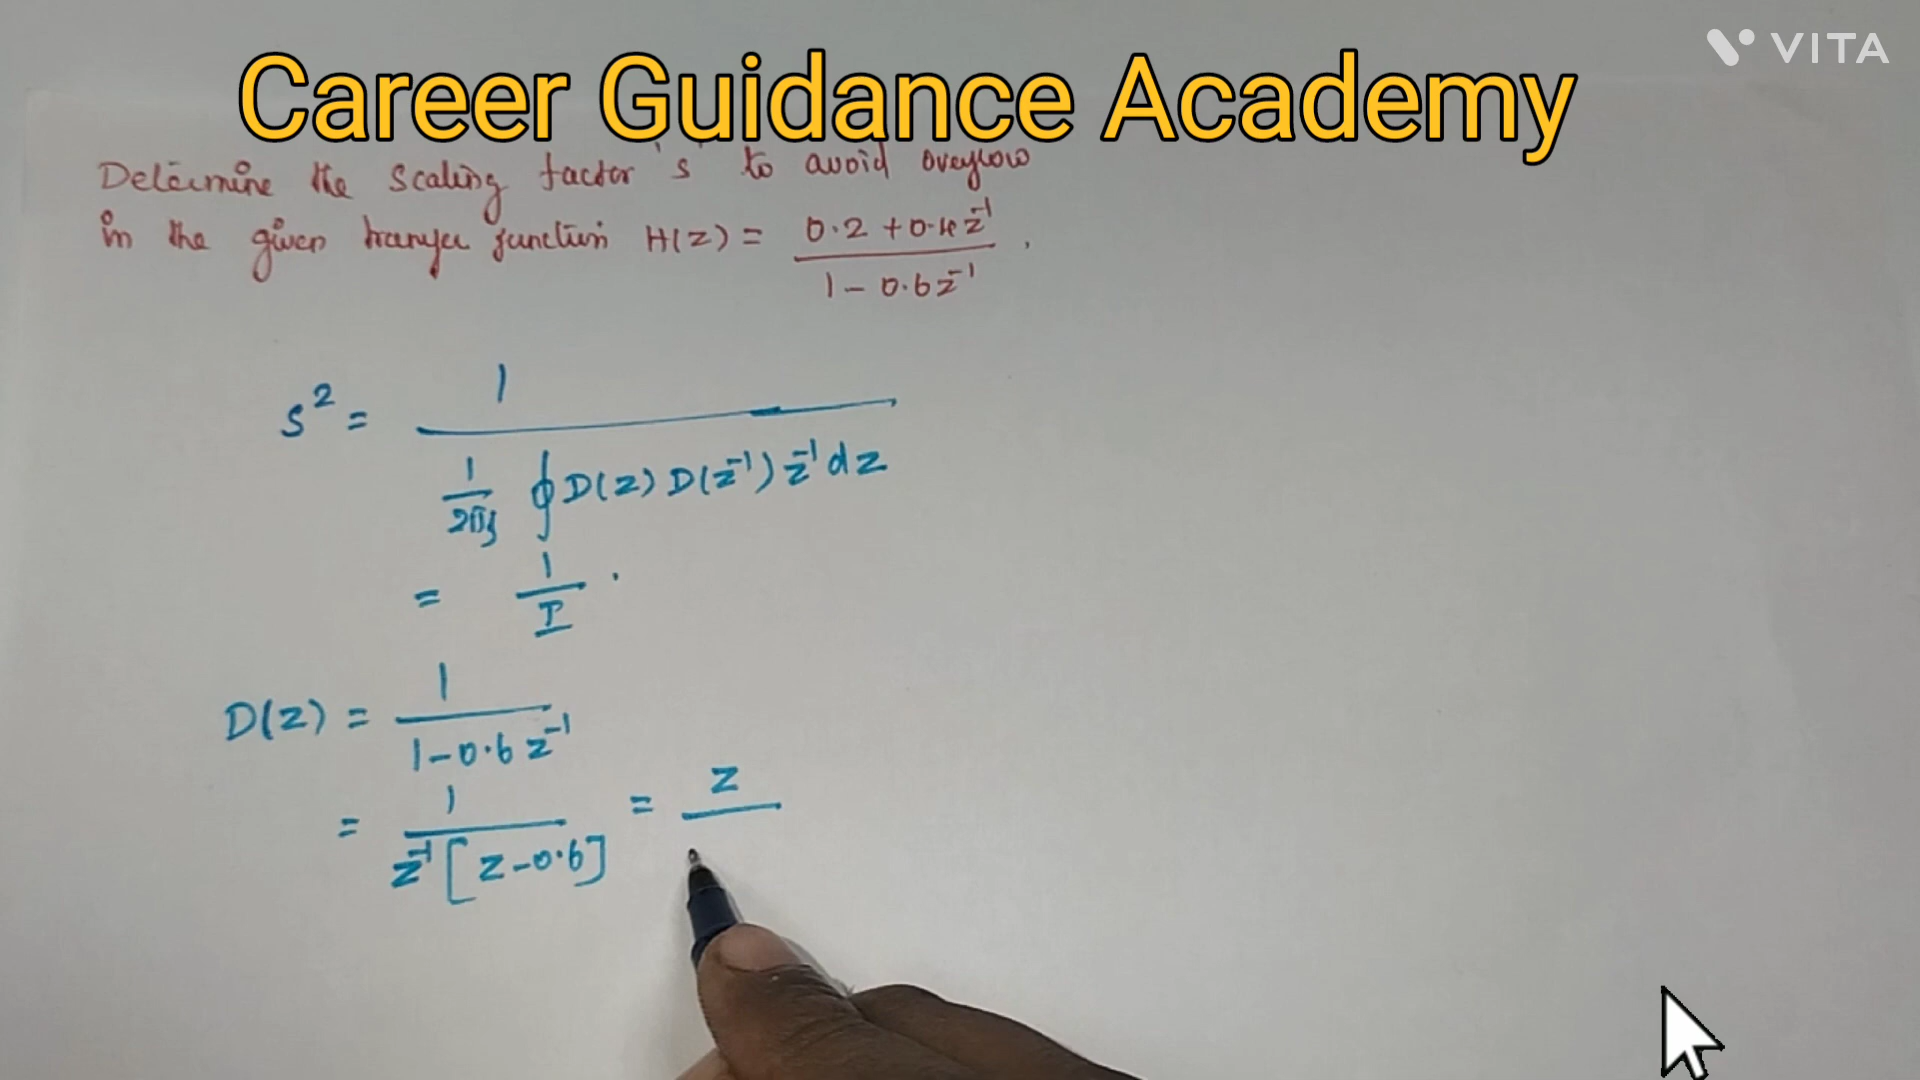 VITA
Career Guidance Academy
Determine the scaling factor 's' to avoid overflow
in the given transfer function H(z) = 0.2 + 0.4z⁻¹ / 1 - 0.6z⁻¹ .
s² = 1 / 1/2πj ∮ D(z) D(z⁻¹) z⁻¹ dz
= 1/I .
D(z) = 1 / 1 - 0.6 z⁻¹
= 1 / z⁻¹ [z - 0.6] = z